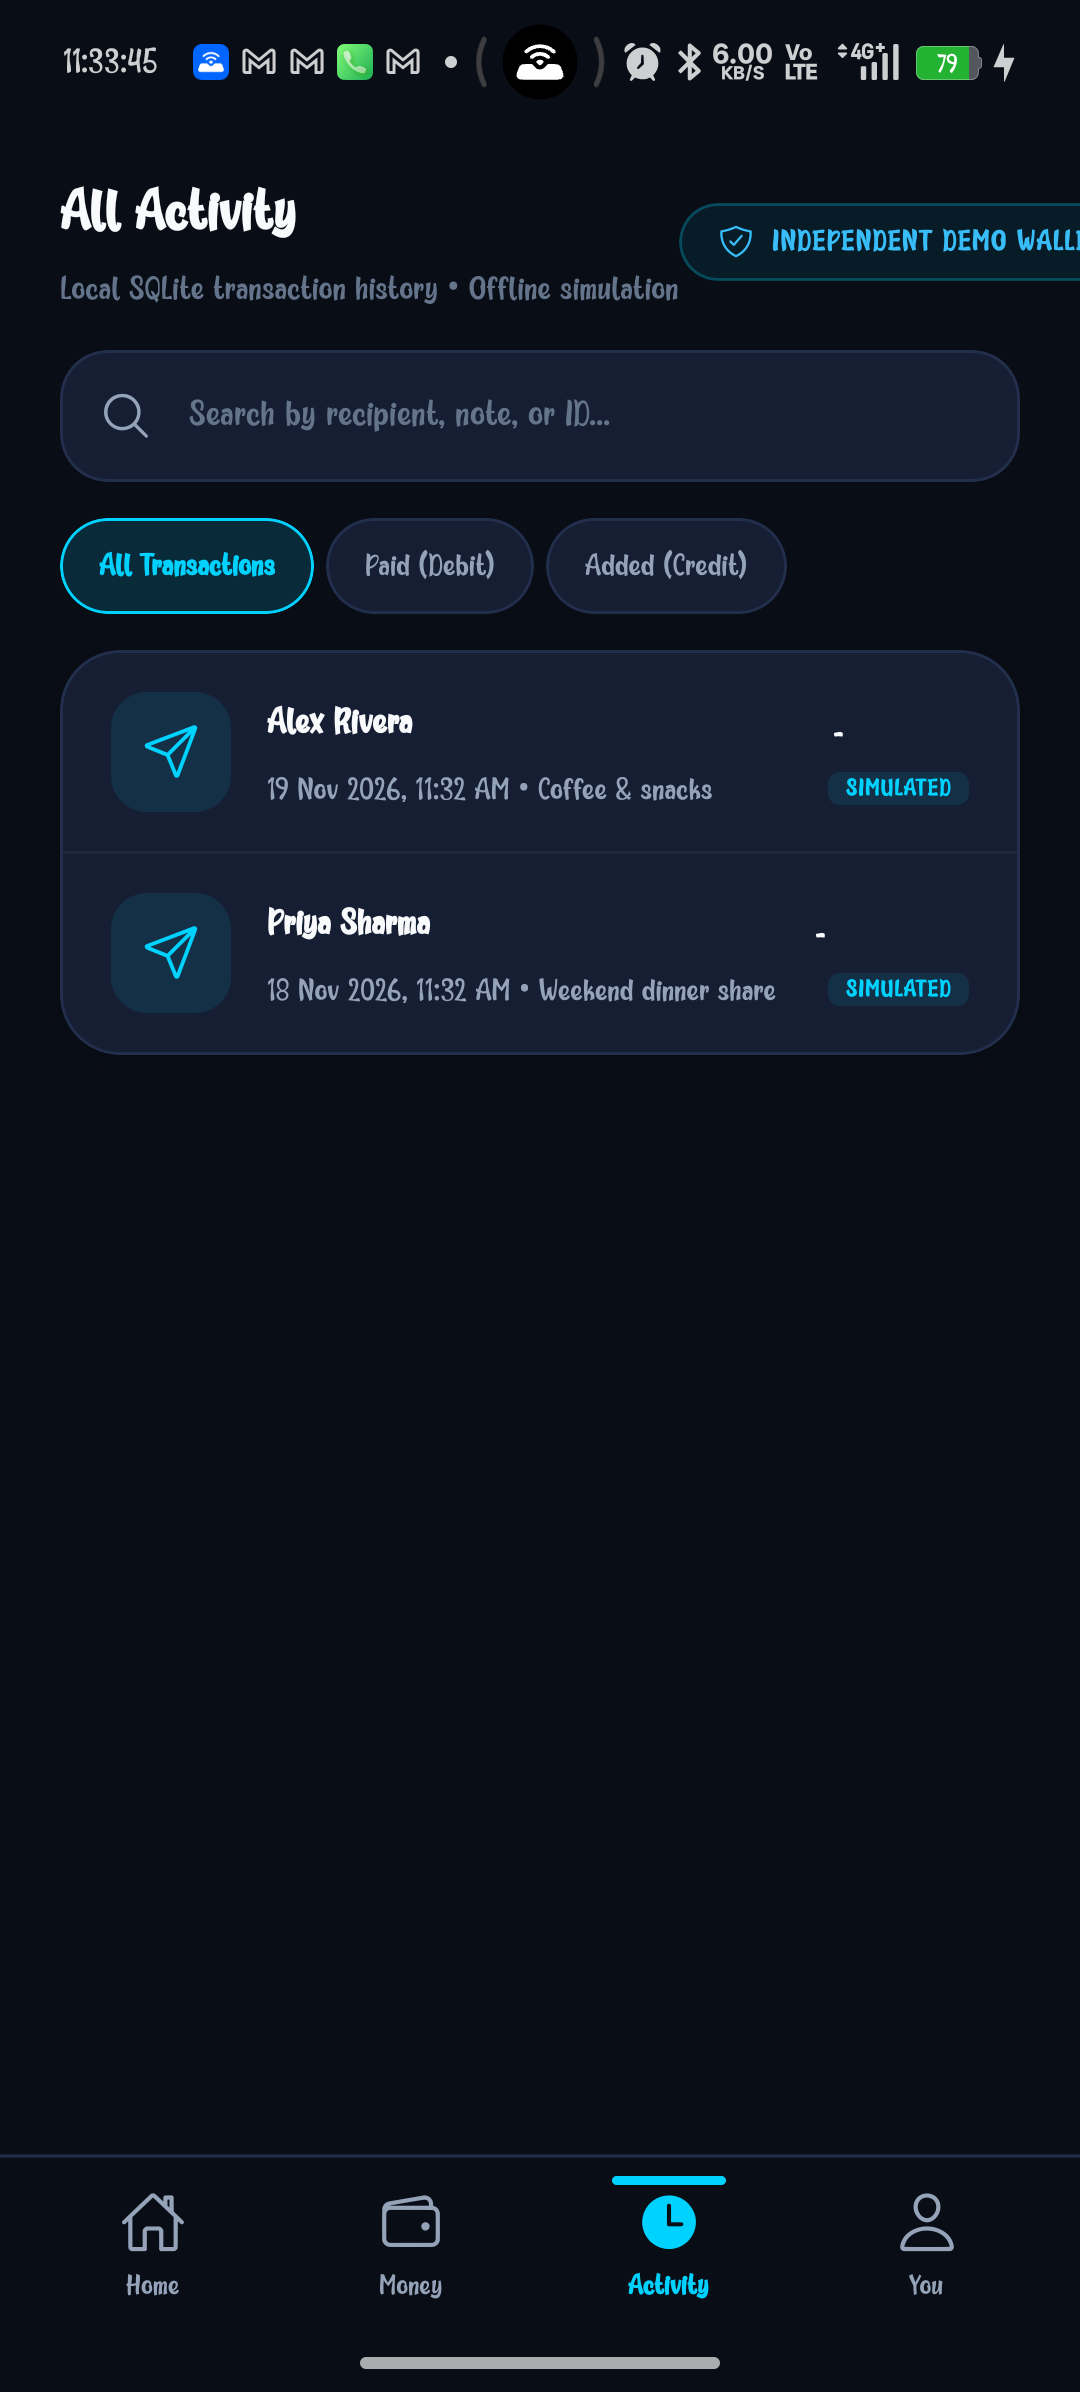 11:33:45 6.00 KB/S Vo LTE 4G+ 79
All Activity
INDEPENDENT DEMO
Local SQLite transaction history • Offline simulation
Search by recipient, note, or ID...
All Transactions Paid (Debit) Added (Credit)
Alex Rivera -
19 Nov 2026, 11:32 AM • Coffee & snacks SIMULATED
Priya Sharma -
18 Nov 2026, 11:32 AM • Weekend dinner share SIMULATED
Home Money Activity You